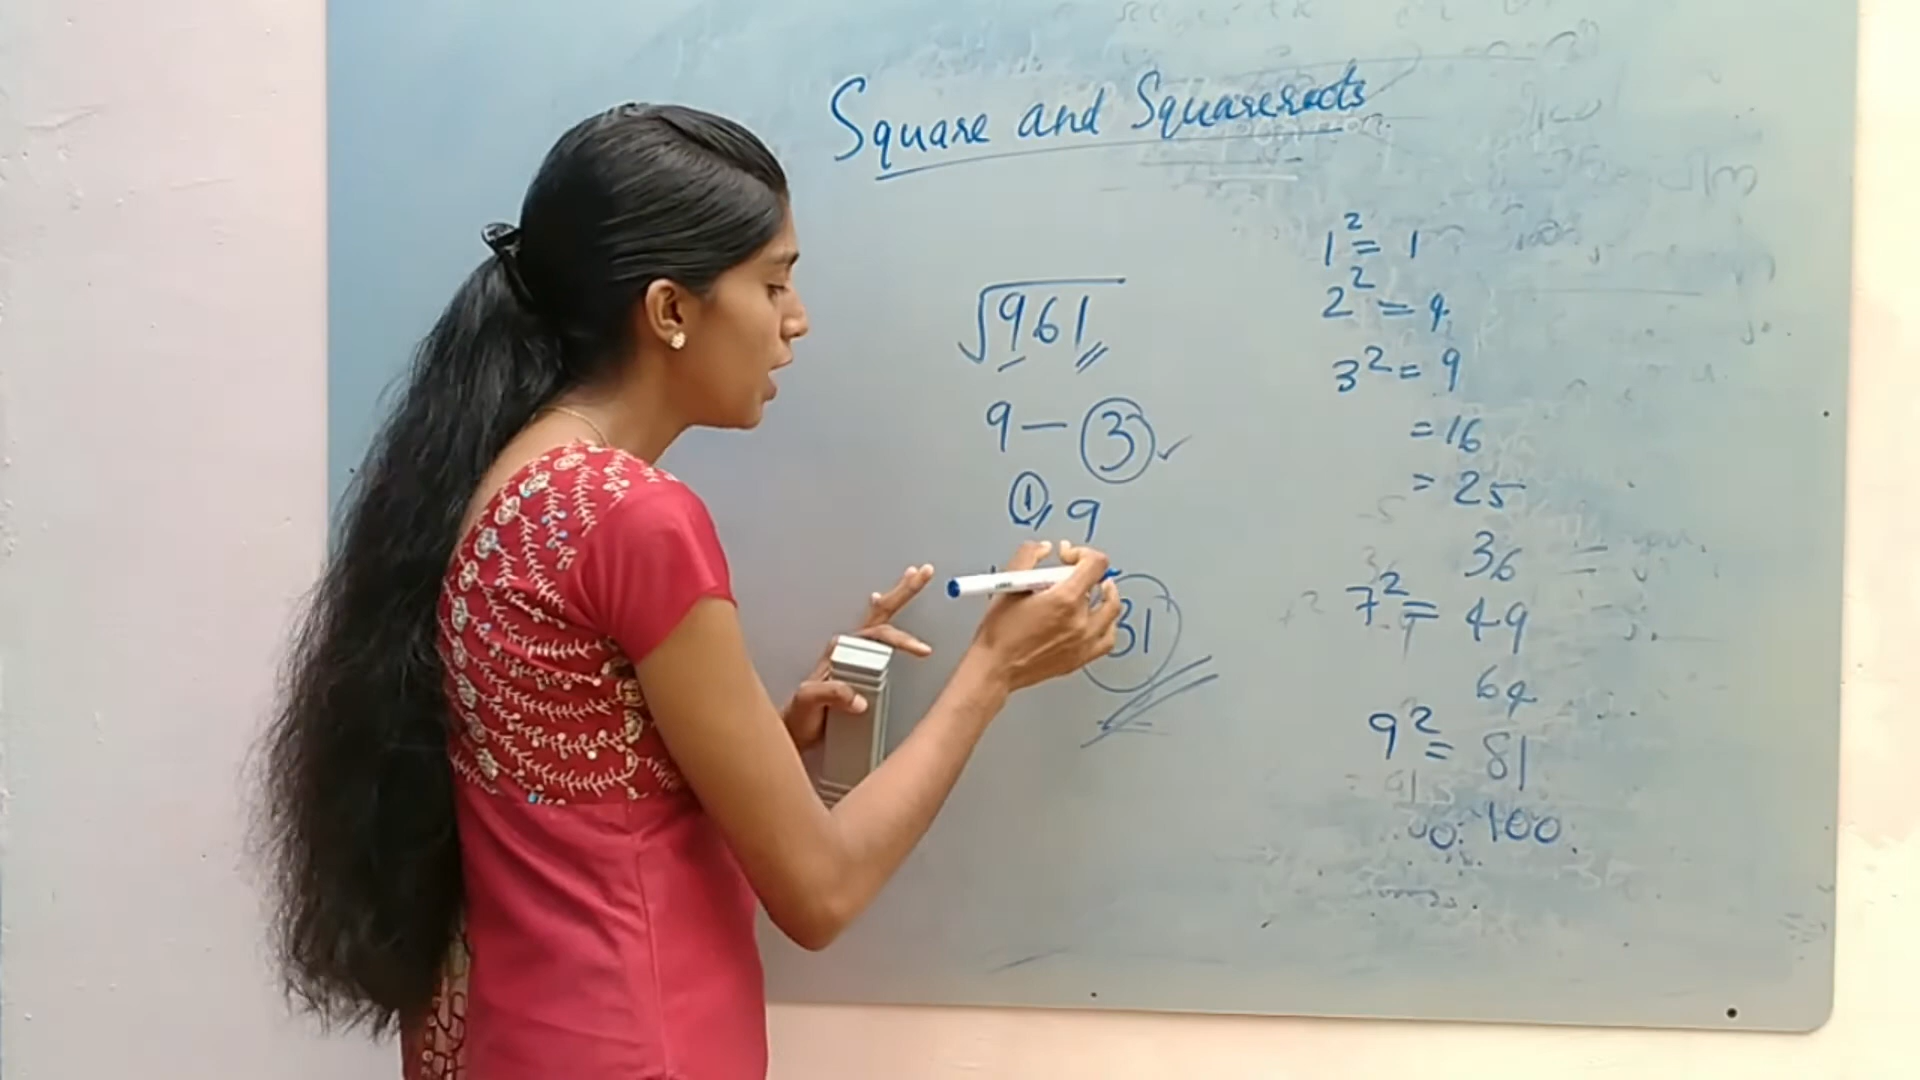 Square and Squareroots
√961
9 — 3 ✓
1, 9
31
1² = 1
2² = 4
3² = 9
= 16
= 25
36
7² = 49
64
9² = 81
100